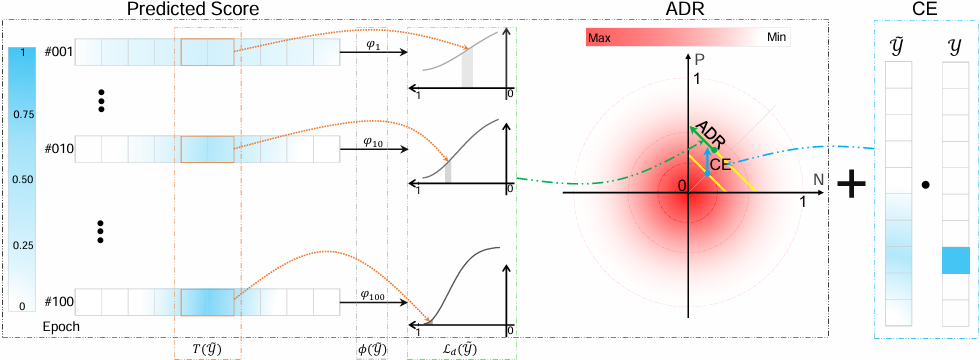 Predicted Score
ADR
CE
1
0.75
0.50
0.25
0
#001
#010
#100
Epoch
φ₁
φ₁₀
φ₁₀₀
1
0
1
0
1
0
T(ỹ)
ϕ(ỹ)
ℒ_d(ỹ)
Max
Min
P
1
ADR
CE
0
N
1
+
·
𝒴̃
𝒴